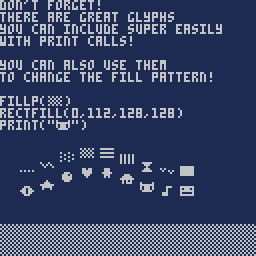 DON'T FORGET!
THERE ARE GREAT GLYPHS
YOU CAN INCLUDE SUPER EASILY
WITH PRINT CALLS!
YOU CAN ALSO USE THEM
TO CHANGE THE FILL PATTERN!
FILLP(▒)
RECTFILL(0,112,128,128)
PRINT("🐱")